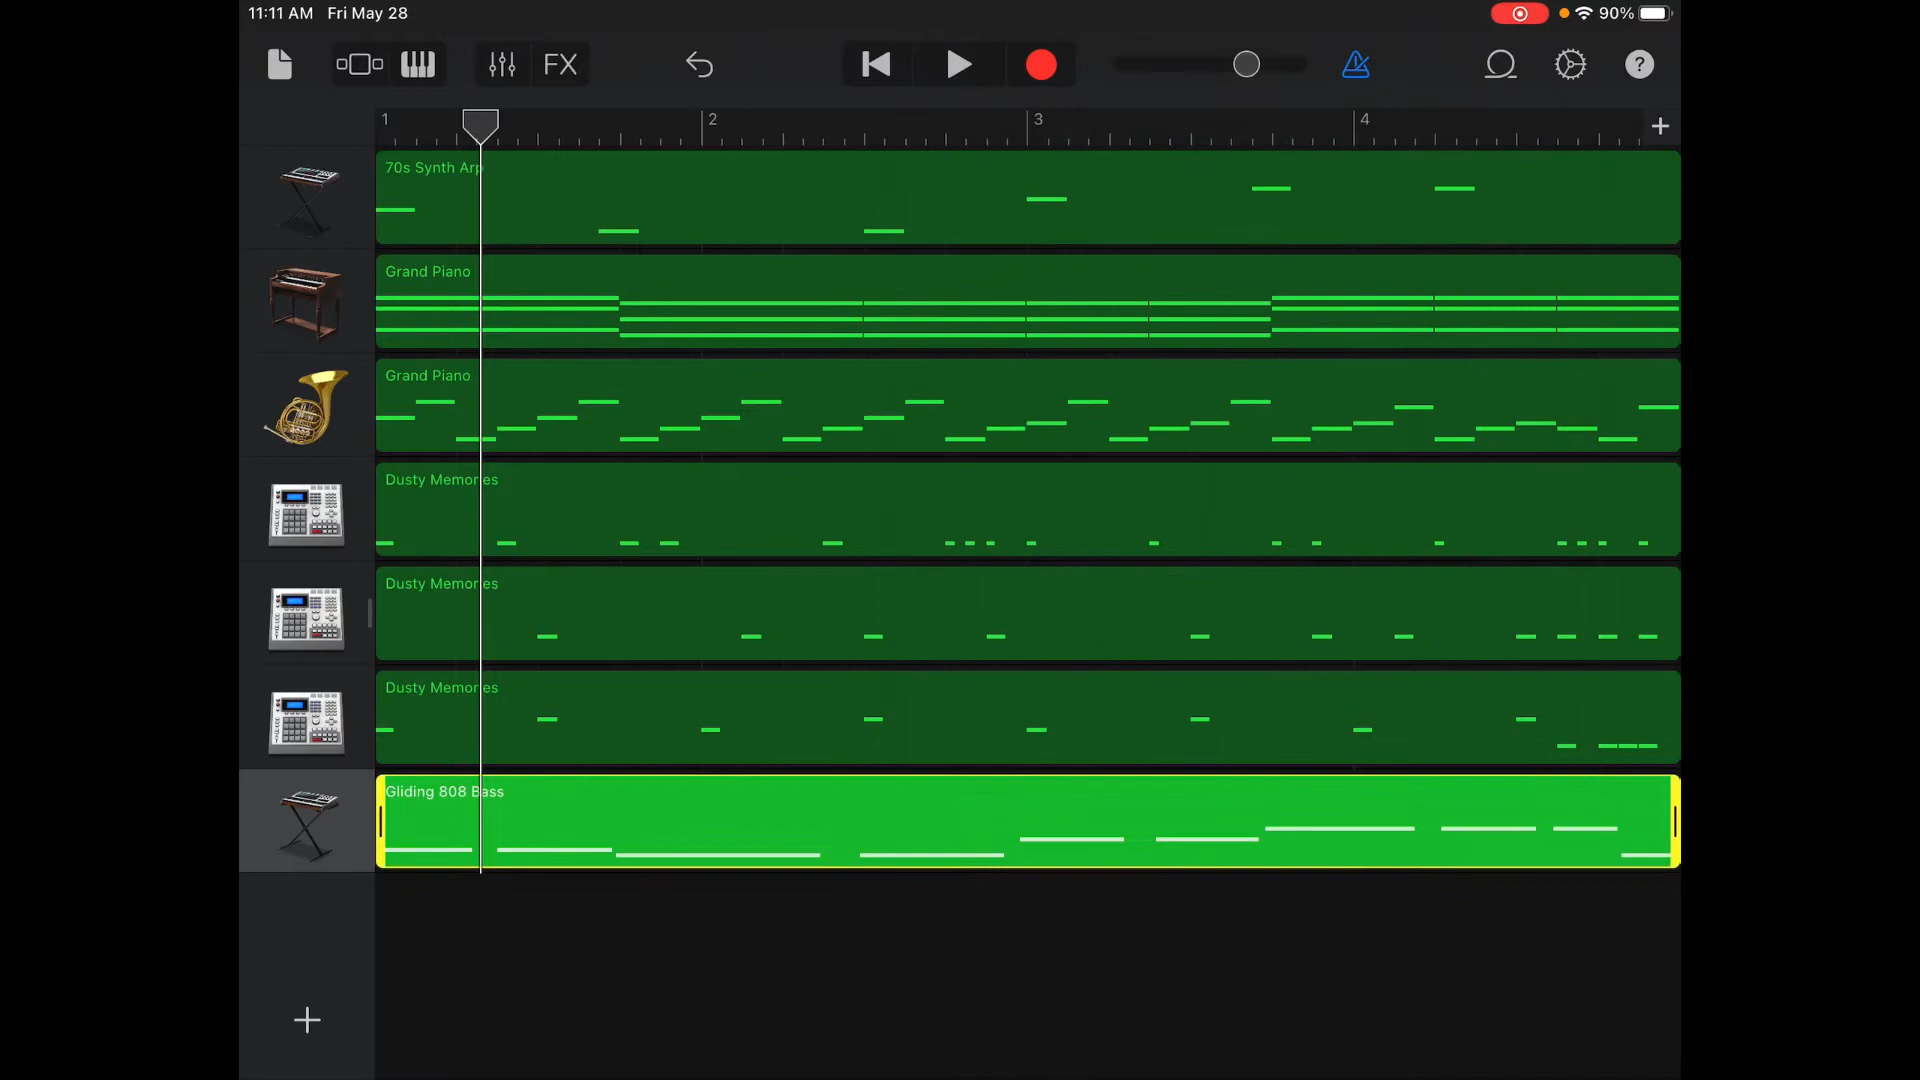 11:11 AM Fri May 28
90%
FX
?
1 2 3 4
70s Synth Arp
Grand Piano
Grand Piano
Dusty Memories
Dusty Memories
Dusty Memories
Gliding 808 Bass